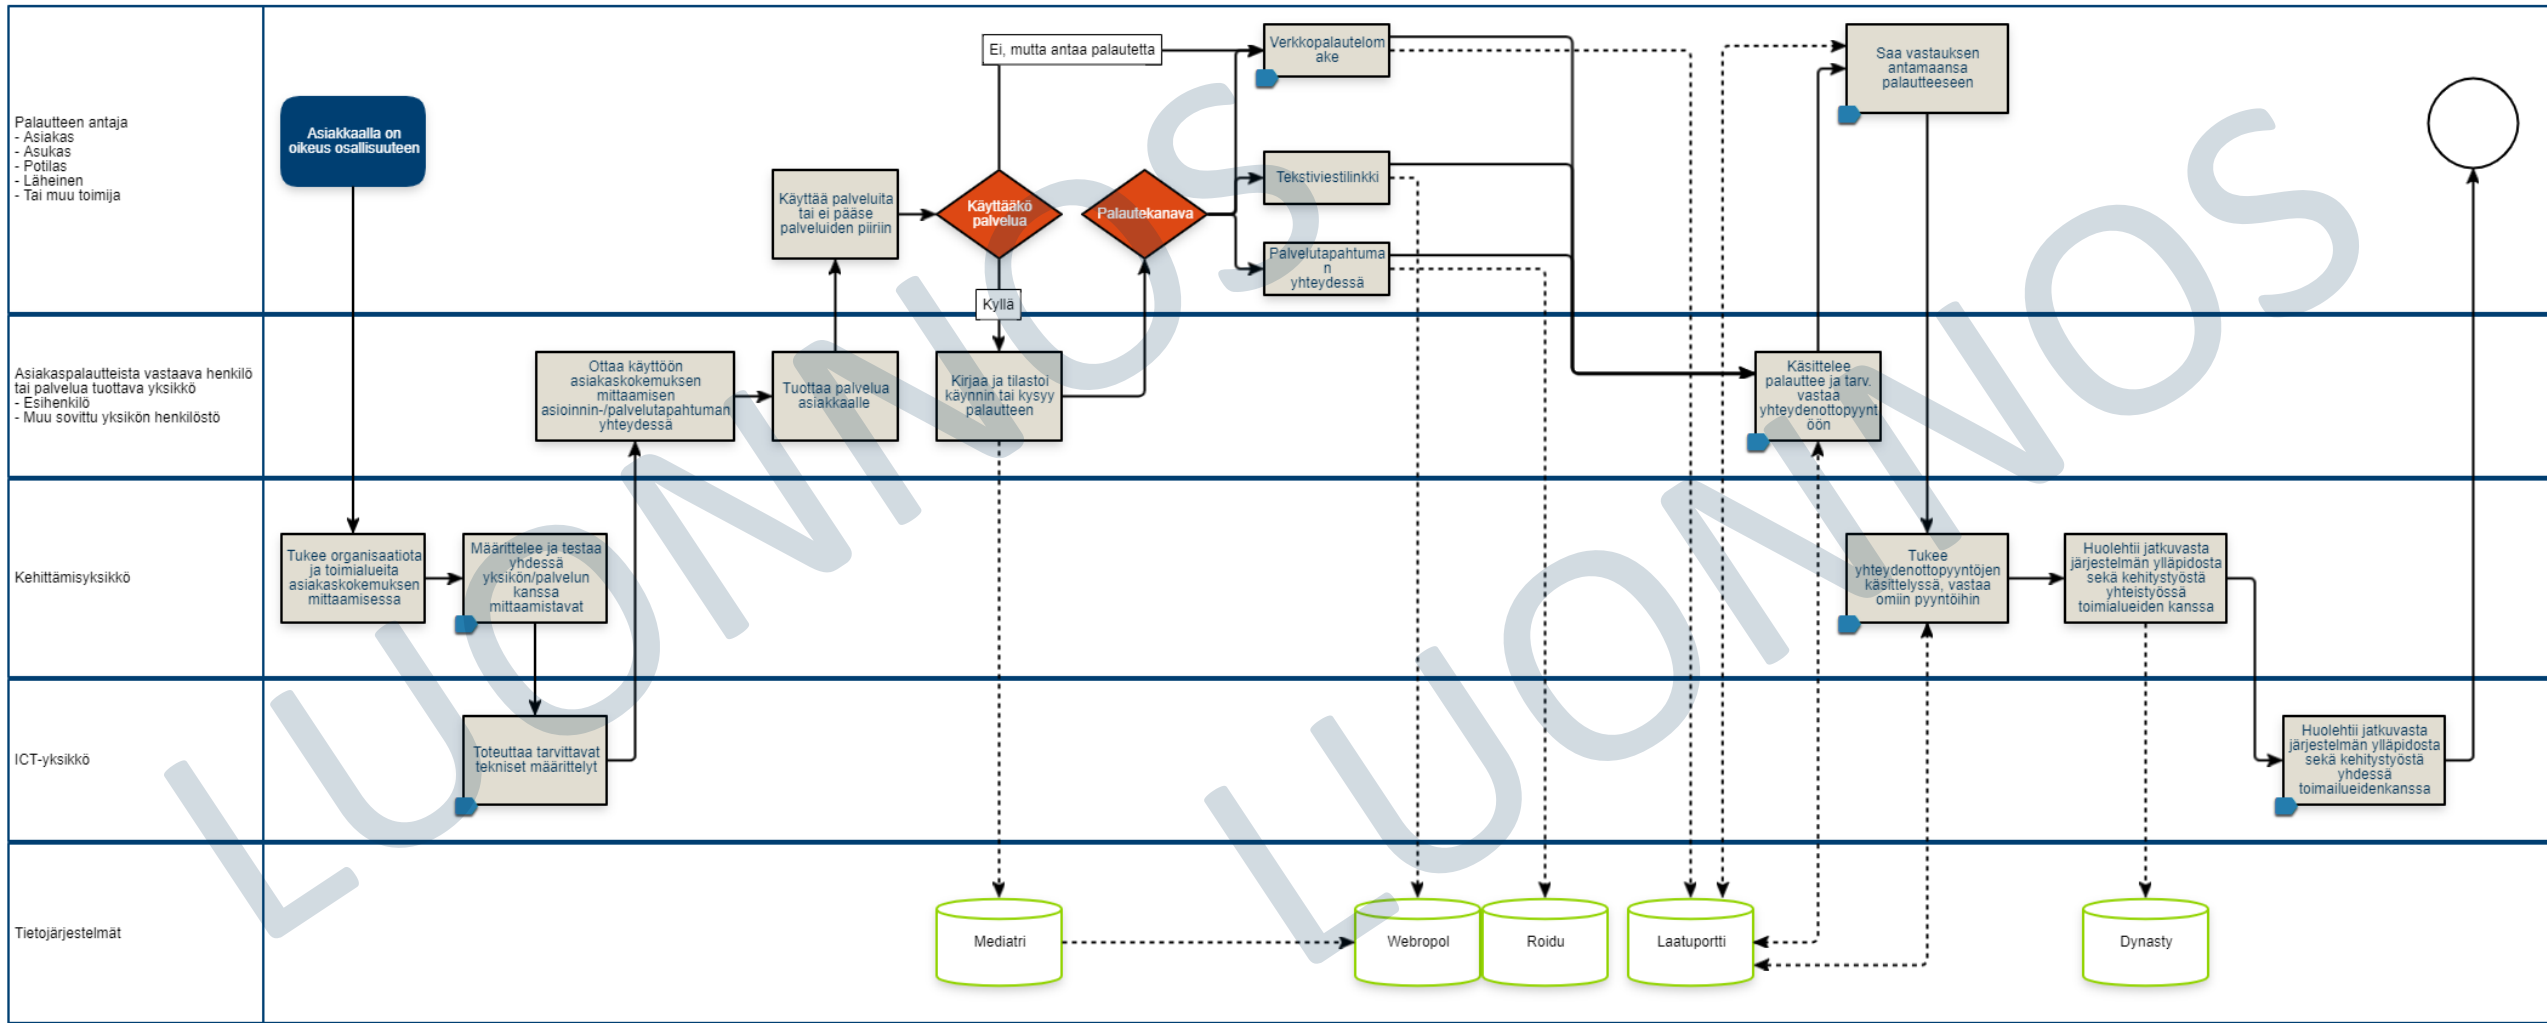 Palautteen antaja
- Asiakas
- Asukas
- Potilas
- Läheinen
- Tai muu toimija
Asiakkaalla on
oikeus osallisuuteen
Käyttää palveluita
tai ei pääse
palveluiden piiriin
Käyttääkö
palvelua
Ei, mutta antaa palautetta
Kyllä
Palautekanava
Verkkopalautelom
ake
Tekstiviestilinkki
Palvelutapahtuma
n
yhteydessä
Saa vastauksen
antamaansa
palautteeseen
Asiakaspalautteista vastaava henkilö
tai palvelua tuottava yksikkö
- Esihenkilö
- Muu sovittu yksikön henkilöstö
Ottaa käyttöön
asiakaskokemuksen
mittaamisen
asioinnin-/palvelutapahtuman
yhteydessä
Tuottaa palvelua
asiakkaalle
Kirjaa ja tilastoi
käynnin tai kysyy
palautteen
Käsittelee
palauttee ja tarv.
vastaa
yhteydenottopyynt
öön
Kehittämisyksikkö
Tukee organisaatiota
ja toimialueita
asiakaskokemuksen
mittaamisessa
Määrittelee ja testaa
yhdessä
yksikön/palvelun
kanssa
mittaamistavat
Tukee
yhteydenottopyyntöjen
käsittelyssä, vastaa
omiin pyyntöihin
Huolehtii jatkuvasta
järjestelmän ylläpidosta
sekä kehitystyöstä
yhteistyössä
toimialueiden kanssa
ICT-yksikkö
Toteuttaa tarvittavat
tekniset määrittelyt
Huolehtii jatkuvasta
järjestelmän ylläpidosta
sekä kehitystyöstä
yhdessä
toimailueidenkanssa
Tietojärjestelmät
Mediatri
Webropol
Roidu
Laatuportti
Dynasty
LUONNOS
LUONNOS